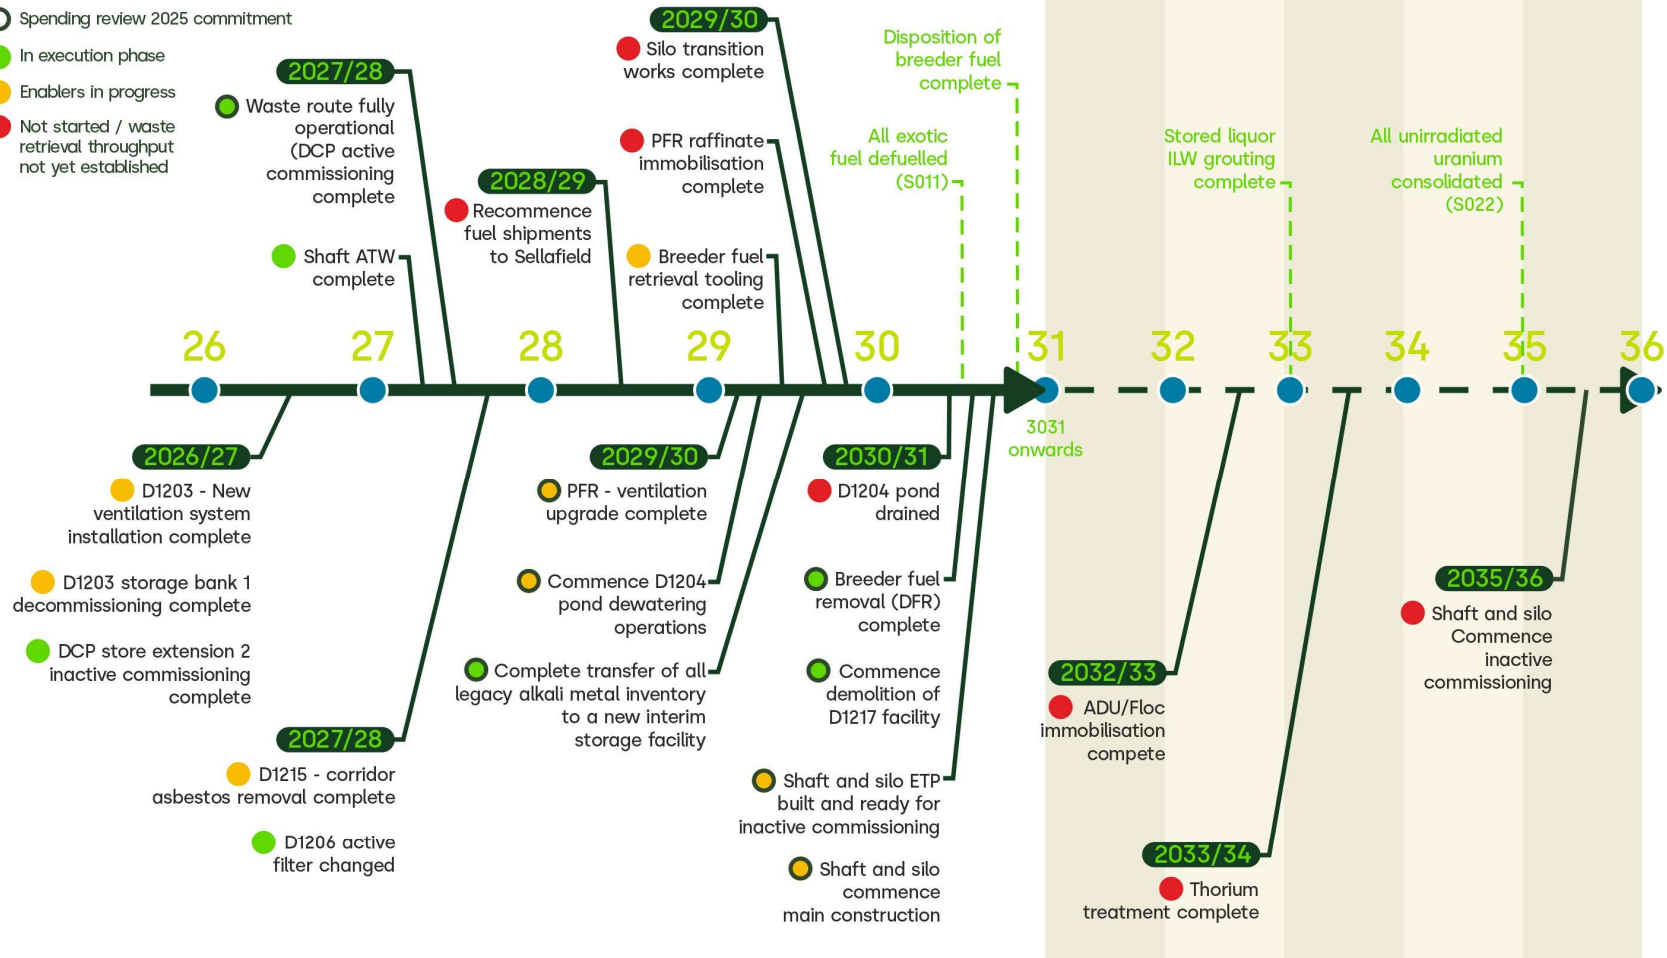 Spending review 2025 commitment
In execution phase
Enablers in progress
Not started / waste
retrieval throughput
not yet established
2027/28
Waste route fully
operational
(DCP active
commissioning
complete
Shaft ATW
complete
2028/29
Recommence
fuel shipments
to Sellafield
2029/30
Silo transition
works complete
PFR raffinate
immobilisation
complete
Breeder fuel
retrieval tooling
complete
All exotic
fuel defuelled
(S011)
Disposition of
breeder fuel
complete
Stored liquor
ILW grouting
complete
All unirradiated
uranium
consolidated
(S022)
26
27
28
29
30
31
32
33
34
35
36
3031
onwards
2026/27
D1203 - New
ventilation system
installation complete
D1203 storage bank 1
decommissioning complete
DCP store extension 2
inactive commissioning
complete
2027/28
D1215 - corridor
asbestos removal complete
D1206 active
filter changed
2029/30
PFR - ventilation
upgrade complete
Commence D1204
pond dewatering
operations
Complete transfer of all
legacy alkali metal inventory
to a new interim
storage facility
2030/31
D1204 pond
drained
Breeder fuel
removal (DFR)
complete
Commence
demolition of
D1217 facility
Shaft and silo ETP
built and ready for
inactive commissioning
Shaft and silo
commence
main construction
2032/33
ADU/Floc
immobilisation
compete
2033/34
Thorium
treatment complete
2035/36
Shaft and silo
Commence
inactive
commissioning